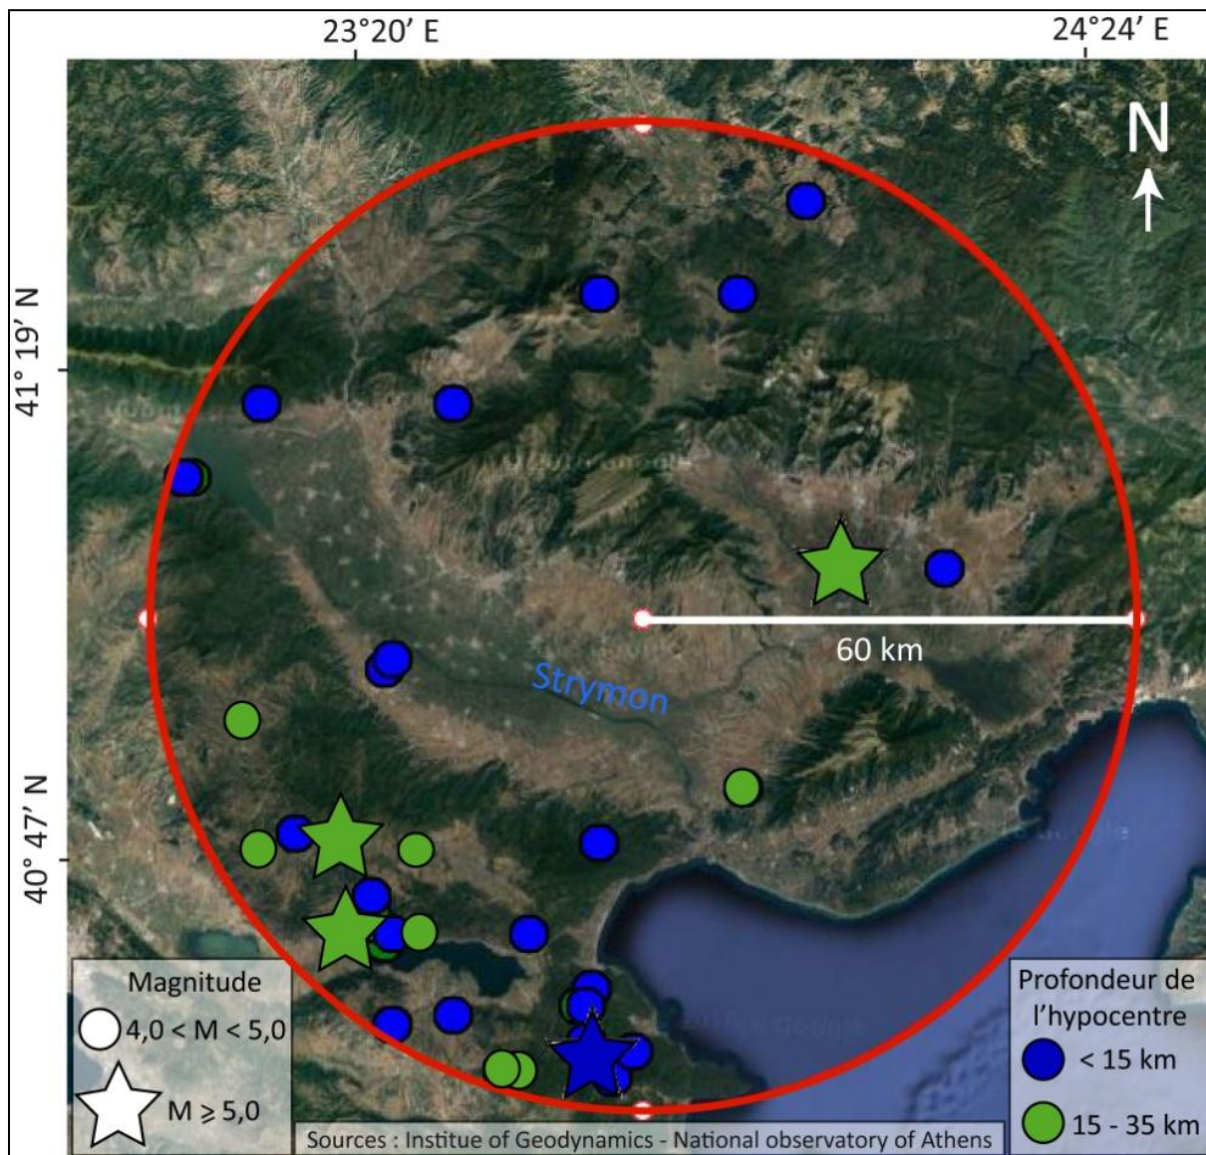 23°20’ E
24°24’ E
N
41° 19’ N
60 km
Strymon
40° 47’ N
Magnitude
4,0 < M < 5,0
M ⩾ 5,0
Profondeur de
l’hypocentre
< 15 km
15 - 35 km
Sources : Institue of Geodynamics - National observatory of Athens